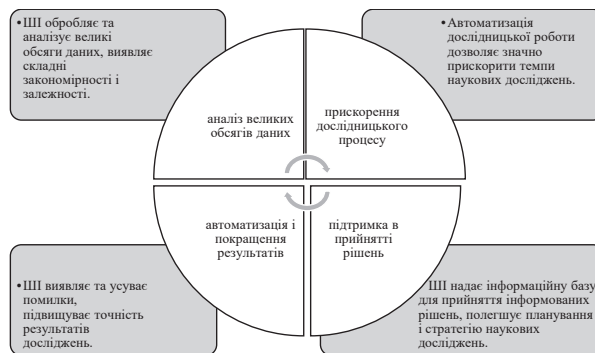 •ШІ обробляє та
аналізує великі
обсяги даних, виявляє
складні
закономірності і
залежності.
•Автоматизація
дослідницької роботи
дозволяє значно
прискорити темпи
наукових досліджень.
аналіз великих
обсягів даних
прискорення
дослідницького
процесу
автоматизація і
покращення
результатів
підтримка в
прийнятті
рішень
•ШІ виявляє та усуває
помилки,
підвищує точність
результатів
досліджень.
ШІ надає інформаційну базу
для прийняття інформованих
рішень, полегшує планування
і стратегію наукових
досліджень.